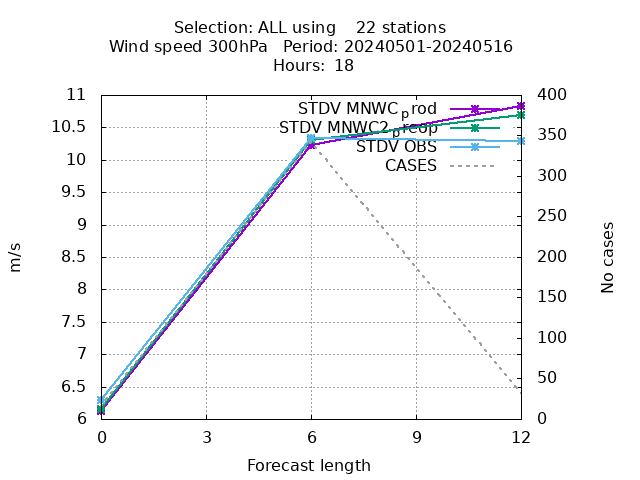 Selection: ALL using    22 stations
Wind speed 300hPa   Period: 20240501-20240516
Hours: 18
STDV MNWC_prod
STDV MNWC2_preop
STDV OBS
CASES
11
10.5
10
9.5
9
8.5
8
7.5
7
6.5
6
400
350
300
250
200
150
100
50
0
m/s
No cases
0
3
6
9
12
Forecast length